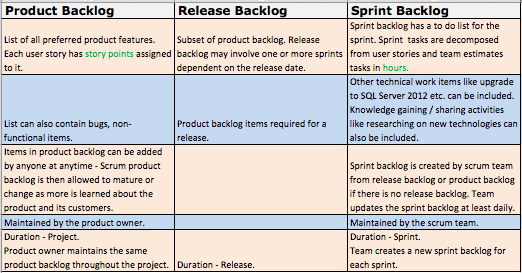 Product Backlog
Release Backlog
Sprint Backlog
List of all preferred product features.
Each user story has story points assigned
to it.
Subset of product backlog. Release
backlog may involve one or more sprints
dependent on the release date.
Sprint backlog has a to do list for the
sprint. Sprint  tasks are decomposed
from user stories and team estimates
tasks in hours.
List can also contain bugs, non-
functional items.
Product backlog items required for a
release.
Other technical work items like upgrade
to SQL Server 2012 etc. can be included.
Knowledge gaining / sharing activities
like researching on new technologies can
also be included.
Items in product backlog can be added
by anyone at anytime - Scrum product
backlog is then allowed to mature or
change as more is learned about the
product and its customers.
Sprint backlog is created by scrum team
from release backlog or product backlog
if there is no release backlog. Team
updates the sprint backlog at least daily.
Maintained by the product owner.
Maintained by the scrum team.
Duration - Project.
Product owner maintains the same
product backlog throughout the project.
Duration - Release.
Duration - Sprint.
Team creates a new sprint backlog for
each sprint.